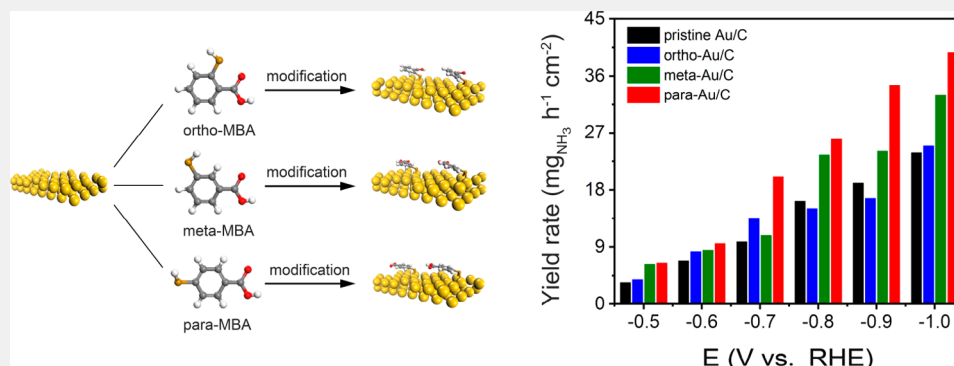 ortho-MBA
modification
meta-MBA
modification
para-MBA
modification
Yield rate (mg_NH₃ h⁻¹ cm⁻²)
45
36
27
18
9
0
pristine Au/C
ortho-Au/C
meta-Au/C
para-Au/C
-0.5 -0.6 -0.7 -0.8 -0.9 -1.0
E (V vs. RHE)